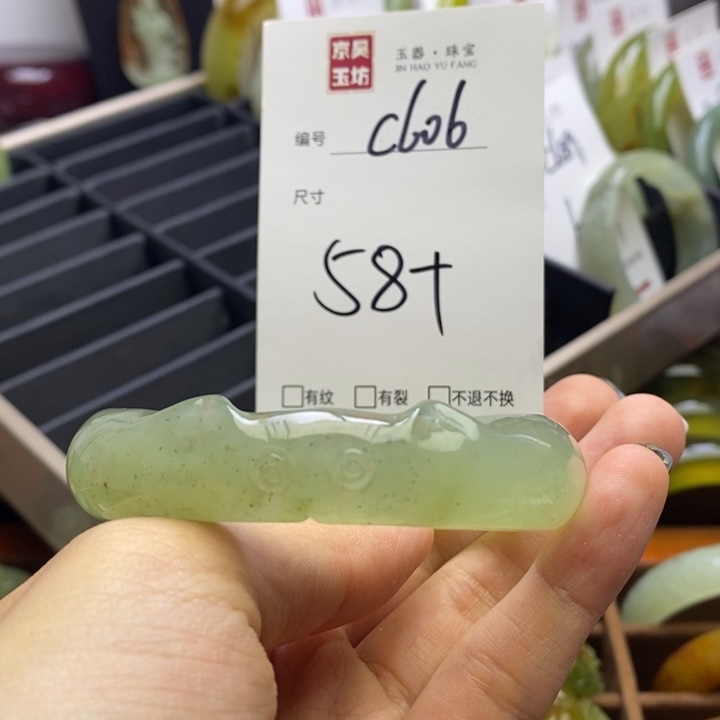 京昊
玉坊
玉器·珠宝
JIN HAO YU FANG
编号 cb06
尺寸
58+
有纹 有裂 不退不换